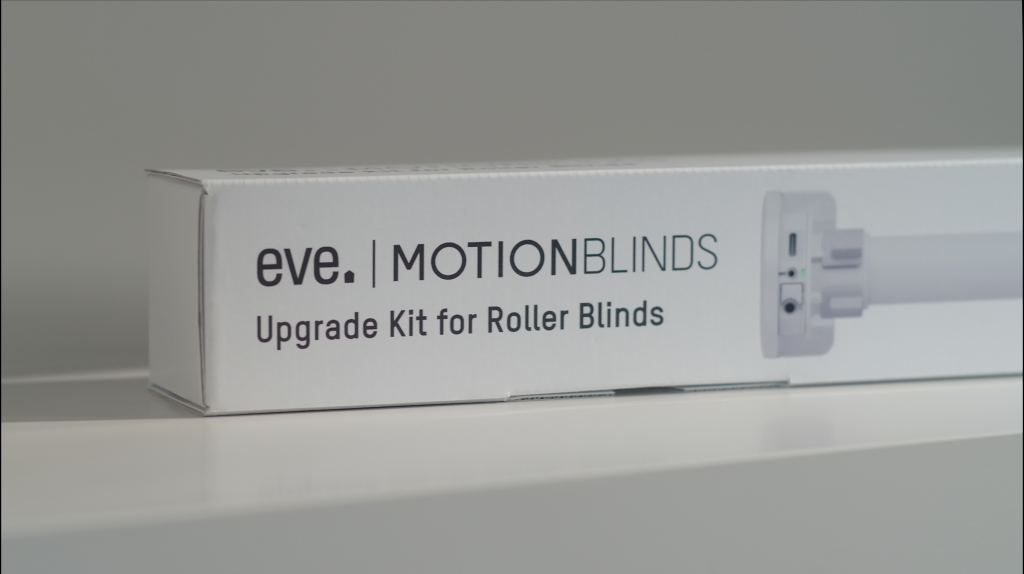 eve. | MOTIONBLINDS
Upgrade Kit for Roller Blinds